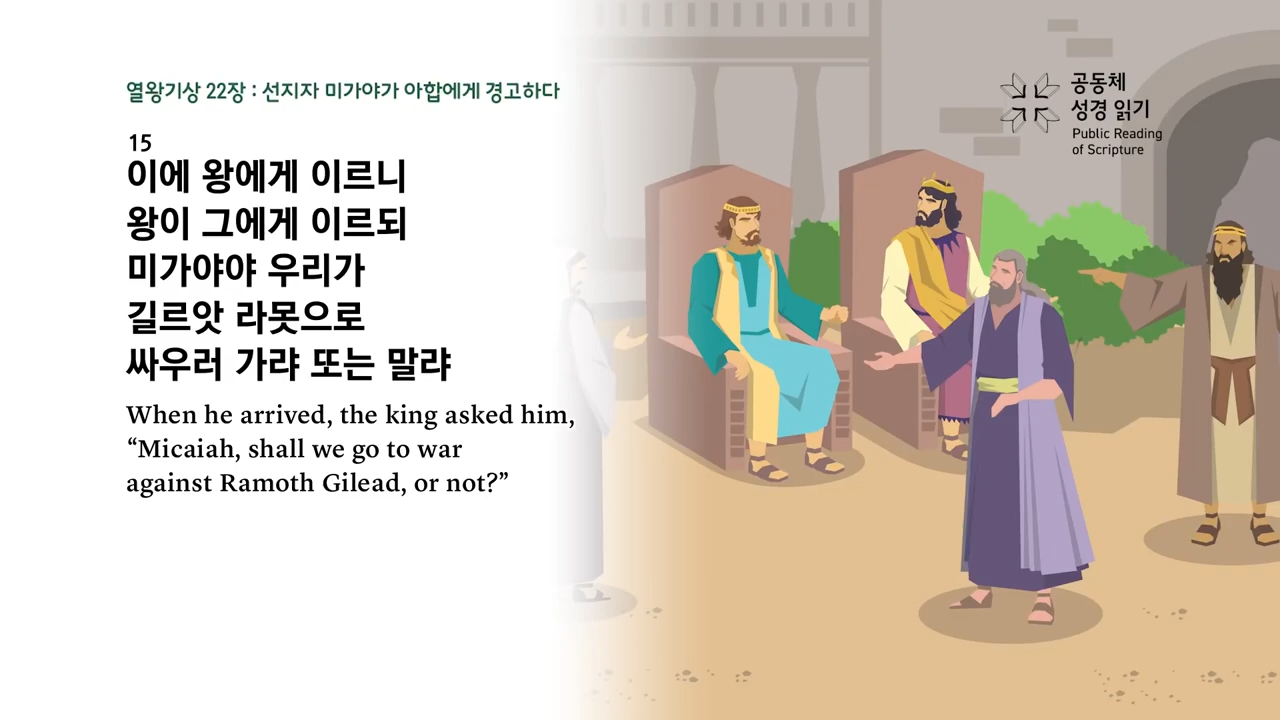 열왕기상 22장 : 선지자 미가야가 아합에게 경고하다
15
이에 왕에게 이르니
왕이 그에게 이르되
미가야야 우리가
길르앗 라못으로
싸우러 가랴 또는 말랴
When he arrived, the king asked him,
“Micaiah, shall we go to war
against Ramoth Gilead, or not?”
공동체
성경 읽기
Public Reading
of Scripture